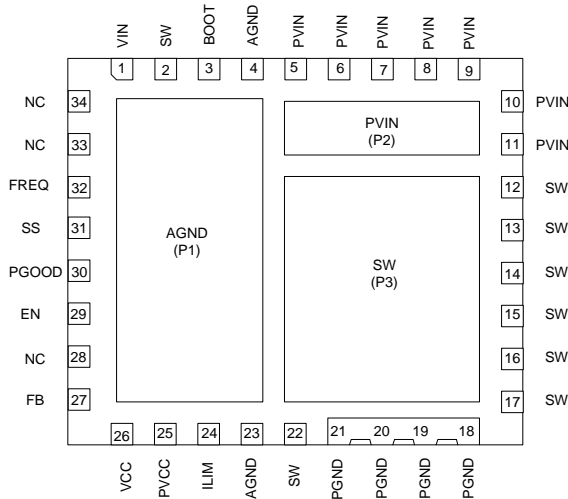 VIN SW BOOT AGND PVIN PVIN PVIN PVIN PVIN
1 2 3 4 5 6 7 8 9
NC 34 10 PVIN
NC 33 PVIN 11 PVIN
(P2)
FREQ 32 12 SW
SS 31 AGND 13 SW
(P1)
PGOOD 30 SW 14 SW
(P3)
EN 29 15 SW
NC 28 16 SW
FB 27 17 SW
26 25 24 23 22 21 20 19 18
VCC PVCC ILIM AGND SW PGND PGND PGND PGND